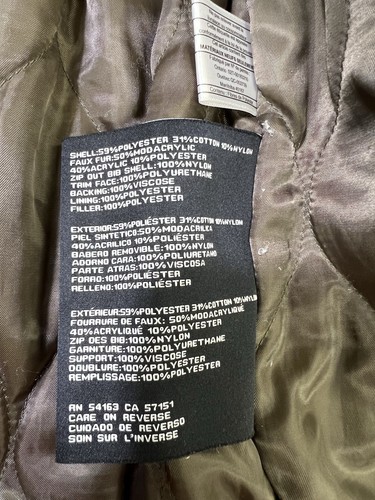 MATÉRIAUX NEUFS SEULEMENT
SHELL:59%POLYESTER 31%COTTON 10%NYLON
FAUX FUR:50%MODACRYLIC
40%ACRYLIC 10%POLYESTER
ZIP OUT BIB SHELL:100%NYLON
TRIM FACE:100%POLYURETHANE
BACKING:100%VISCOSE
LINING:100%POLYESTER
FILLER:100%POLYESTER
EXTERIOR:59%POLIÉSTER 31%COTTON 10%NYLON
PIEL SINTETICO:50%MODACRILICA
40%ACRILICO 10%POLIÉSTER
BABERO REMOVIBLE:100%NYLON
ADORNO CARA:100%POLIURETANO
PARTE ATRAS:100%VISCOSA
FORRO:100%POLIÉSTER
RELLENO:100%POLIÉSTER
EXTÉRIEUR:59%POLYESTER 31%COTTON 10%NYLON
FOURRURE DE FAUX: 50%MODACRYLIQUE
40%ACRYLIQUE 10%POLYESTER
ZIP DES BIB:100%NYLON
GARNITURE:100%POLYURETHANE
SUPPORT:100%VISCOSE
DOUBLURE:100%POLYESTER
REMPLISSAGE:100%POLYESTER
RN 54163 CA 57151
CARE ON REVERSE
CUIDADO DE REVERSO
SOIN SUR L'INVERSE